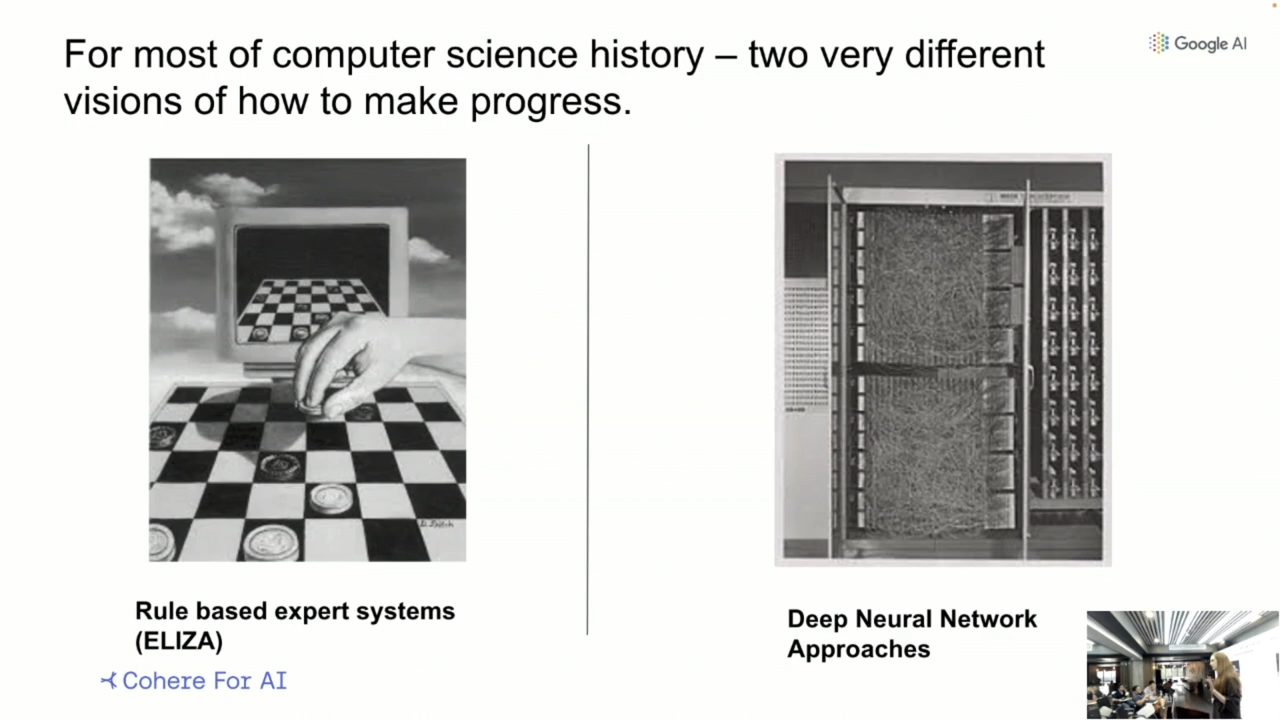 For most of computer science history – two very different
visions of how to make progress.
Google AI
Rule based expert systems
(ELIZA)
Deep Neural Network
Approaches
Cohere For AI